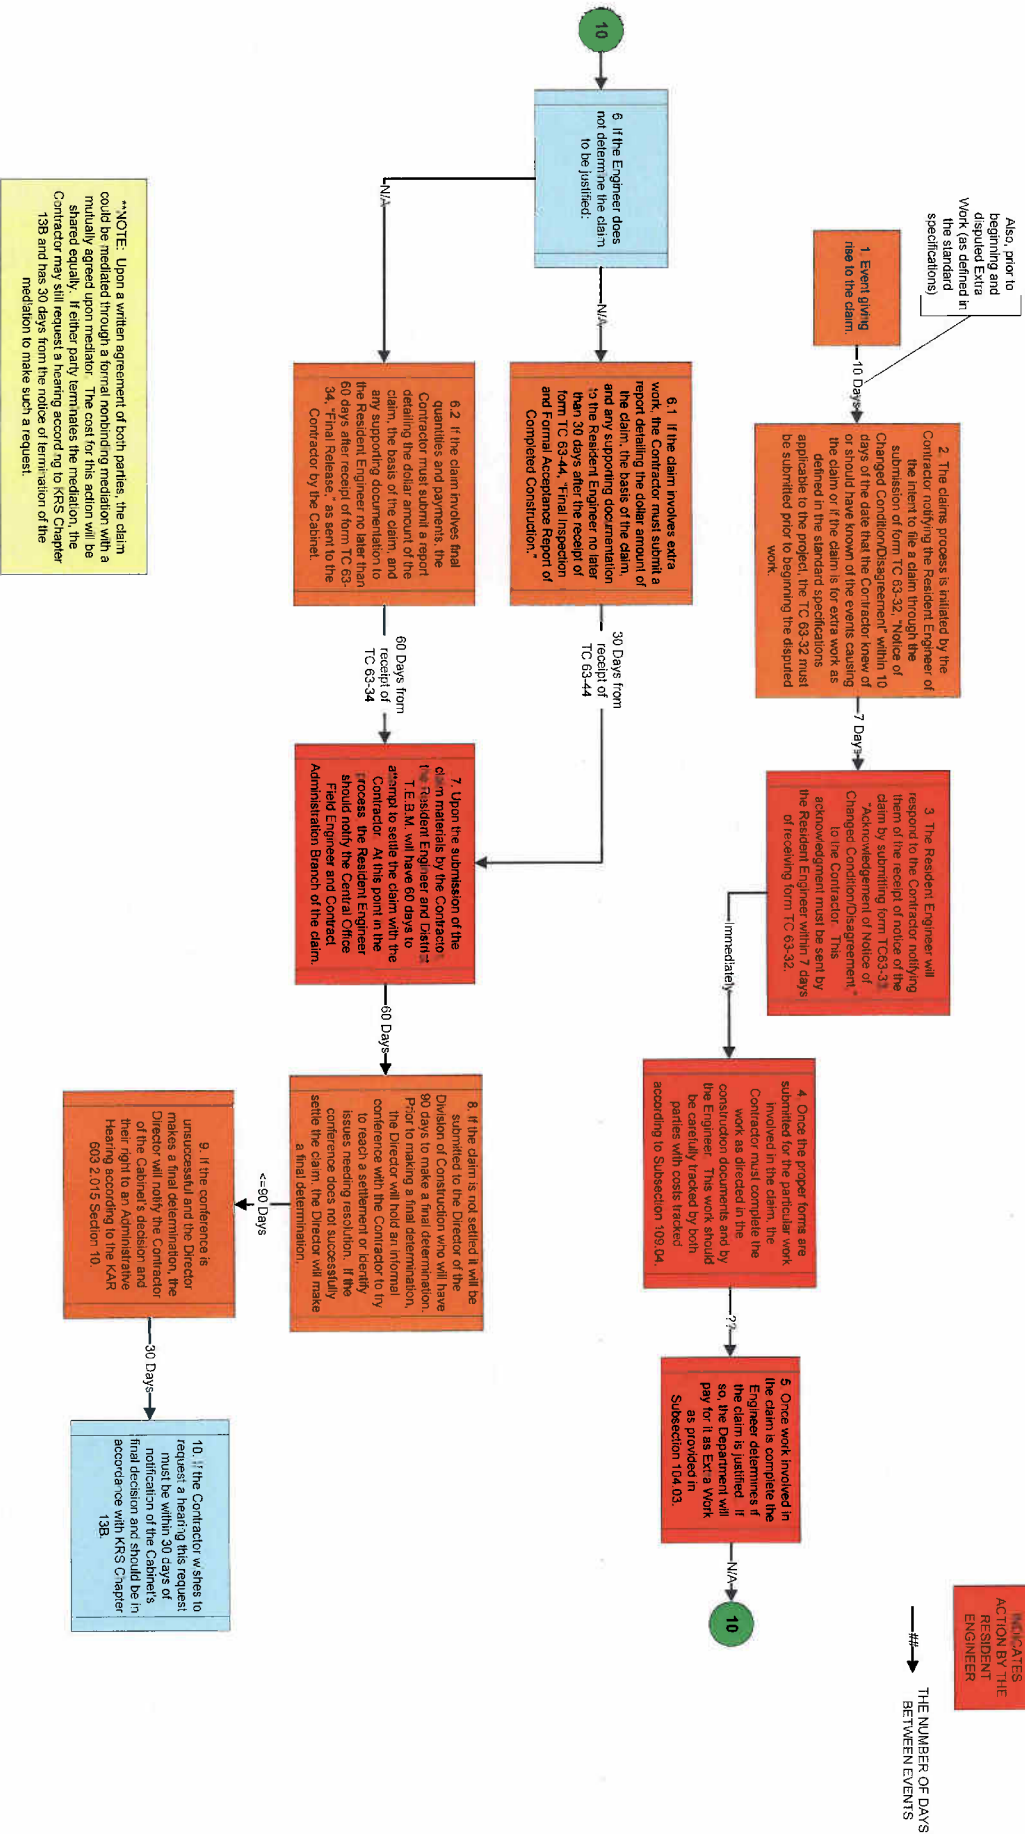 INDICATES
ACTION BY THE
RESIDENT
ENGINEER
##
THE NUMBER OF DAYS
BETWEEN EVENTS
Also, prior to
beginning and
disputed Extra
Work (as defined in
the standard
specifications)
1. Event giving
rise to the claim.
10 Days
2. The claims process is initiated by the
Contractor notifying the Resident Engineer of
the intent to file a claim through the
submission of form TC 63-32, "Notice of
Changed Condition/Disagreement" within 10
days of the date that the Contractor knew of
or should have known of the events causing
the claim or if the claim is for extra work as
defined in the standard specifications
applicable to the project, the TC 63-32 must
be submitted prior to beginning the disputed
work.
7 Days
3. The Resident Engineer will
respond to the Contractor notifying
them of the receipt of notice of the
claim by submitting form TC63-33,
"Acknowledgement of Notice of
Changed Condition/Disagreement,"
to the Contractor. This
acknowledgment must be sent by
the Resident Engineer within 7 days
of receiving form TC 63-32.
Immediately
4. Once the proper forms are
submitted for the particular work
involved in the claim, the
Contractor must complete the
work as directed in the
construction documents and by
the Engineer. This work should
be carefully tracked by both
parties with costs tracked
according to Subsection 109.04.
??
5. Once work involved in
the claim is complete the
Engineer determines if
the claim is justified. If
so, the Department will
pay for it as Extra Work
as provided in
Subsection 104.03.
N/A
10
10
6. If the Engineer does
not determine the claim
to be justified:
N/A
N/A
6.1 If the claim involves extra
work, the Contractor must submit a
report detailing the dollar amount of
the claim, the basis of the claim,
and any supporting documentation
to the Resident Engineer no later
than 30 days after the receipt of
form TC 63-44, "Final Inspection
and Formal Acceptance Report of
Completed Construction."
30 Days from
receipt of
TC 63-44
6.2 If the claim involves final
quantities and payments, the
Contractor must submit a report
detailing the dollar amount of the
claim, the basis of the claim, and
any supporting documentation to
the Resident Engineer no later than
60 days after receipt of form TC 63-
34, "Final Release," as sent to the
Contractor by the Cabinet.
60 Days from
receipt of
TC 63-34
7. Upon the submission of the
claim materials by the Contractor,
the Resident Engineer and District
T.E.B.M. will have 60 days to
attempt to settle the claim with the
Contractor. At this point in the
process, the Resident Engineer
should notify the Central Office
Field Engineer and Contract
Administration Branch of the claim.
60 Days
8. If the claim is not settled it will be
submitted to the Director of the
Division of Construction who will have
90 days to make a final determination.
Prior to making a final determination,
the Director will hold an informal
conference with the Contractor to try
to reach a settlement or identify
issues needing resolution. If the
conference does not successfully
settle the claim, the Director will make
a final determination.
<=90 Days
9. If the conference is
unsuccessful and the Director
makes a final determination, the
Director will notify the Contractor
of the Cabinet's decision and
their right to an Administrative
Hearing according to the KAR
603 2:015 Section 10.
30 Days
10. If the Contractor wishes to
request a hearing this request
must be within 30 days of
notification of the Cabinet's
final decision and should be in
accordance with KRS Chapter
13B.
**NOTE: Upon a written agreement of both parties, the claim
could be mediated through a formal nonbinding mediation with a
mutually agreed upon mediator. The cost for this action will be
shared equally. If either party terminates the mediation, the
Contractor may still request a hearing according to KRS Chapter
13B and has 30 days from the notice of termination of the
mediation to make such a request.